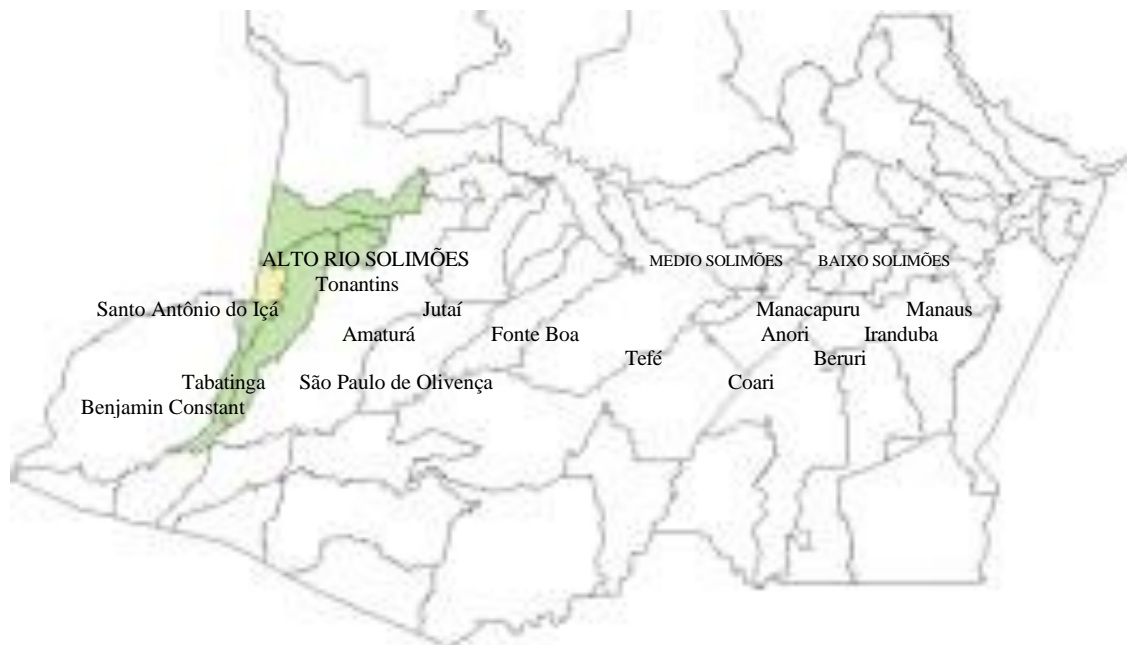 ALTO RIO SOLIMÕES
MEDIO SOLIMÕES
BAIXO SOLIMÕES
Tonantins
Santo Antônio do Içá
Jutaí
Manacapuru
Manaus
Amaturá
Fonte Boa
Anori
Iranduba
Tefé
Beruri
Tabatinga
São Paulo de Olivença
Coari
Benjamin Constant